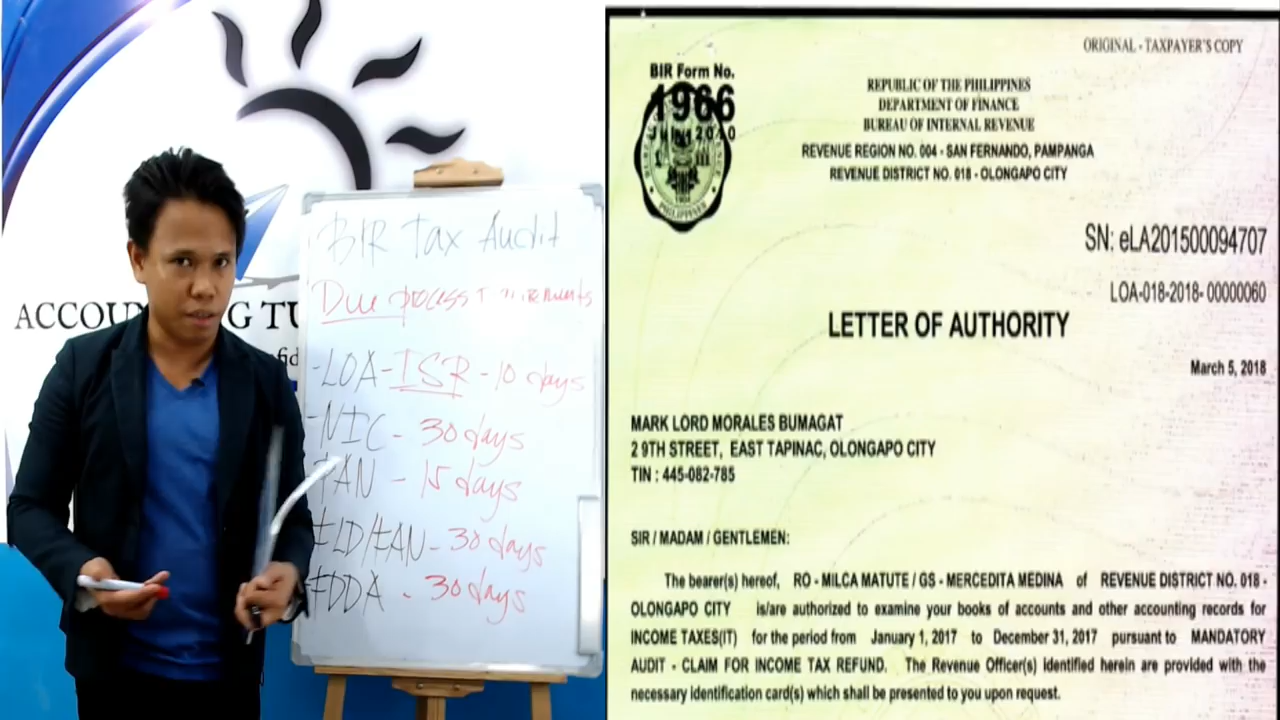 ACCOUN G TU
fid
BIR Tax Audit
Due process
-LOA-ISR-10 days
-NIC - 30 days
AN - 15 days
FLD/FAN - 30 days
FDDA - 30 days
ORIGINAL - TAXPAYER'S COPY
BIR Form No.
1966
REPUBLIC OF THE PHILIPPINES
DEPARTMENT OF FINANCE
BUREAU OF INTERNAL REVENUE
REVENUE REGION NO. 004 - SAN FERNANDO, PAMPANGA
REVENUE DISTRICT NO. 018 - OLONGAPO CITY
SN: eLA201500094707
LOA-018-2018- 00000060
LETTER OF AUTHORITY
March 5, 2018
MARK LORD MORALES BUMAGAT
2 9TH STREET, EAST TAPINAC, OLONGAPO CITY
TIN : 445-082-785
SIR / MADAM / GENTLEMEN:
The bearer(s) hereof, RO - MILCA MATUTE / GS - MERCEDITA MEDINA of REVENUE DISTRICT NO. 018 -
OLONGAPO CITY is/are authorized to examine your books of accounts and other accounting records for
INCOME TAXES(IT) for the period from January 1, 2017 to December 31, 2017 pursuant to MANDATORY
AUDIT - CLAIM FOR INCOME TAX REFUND. The Revenue Officer(s) identified herein are provided with the
necessary identification card(s) which shall be presented to you upon request.